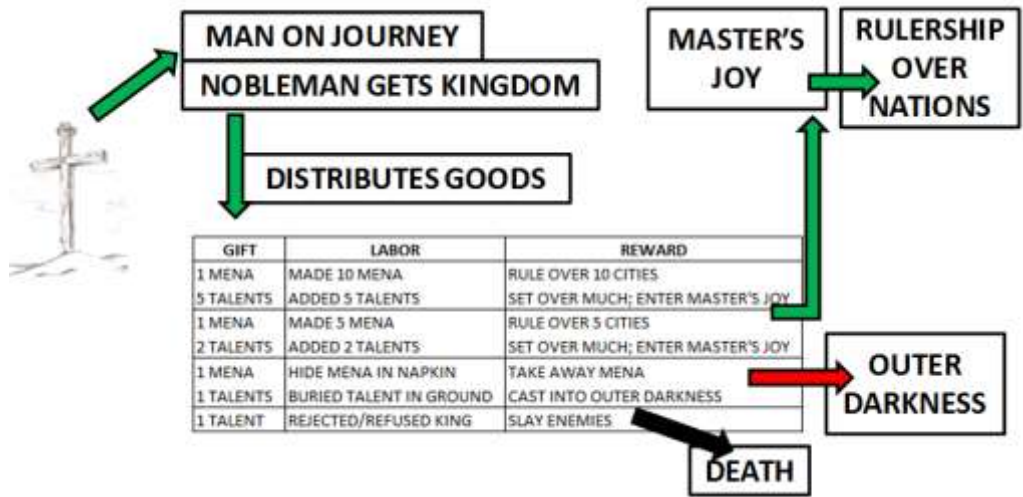 MAN ON JOURNEY
NOBLEMAN GETS KINGDOM
DISTRIBUTES GOODS
MASTER'S
JOY
RULERSHIP
OVER
NATIONS
GIFT LABOR REWARD
1 MENA MADE 10 MENA RULE OVER 10 CITIES
5 TALENTS ADDED 5 TALENTS SET OVER MUCH; ENTER MASTER'S JOY
1 MENA MADE 5 MENA RULE OVER 5 CITIES
2 TALENTS ADDED 2 TALENTS SET OVER MUCH; ENTER MASTER'S JOY
1 MENA HIDE MENA IN NAPKIN TAKE AWAY MENA
1 TALENTS BURIED TALENT IN GROUND CAST INTO OUTER DARKNESS
1 TALENT REJECTED/REFUSED KING SLAY ENEMIES
OUTER
DARKNESS
DEATH